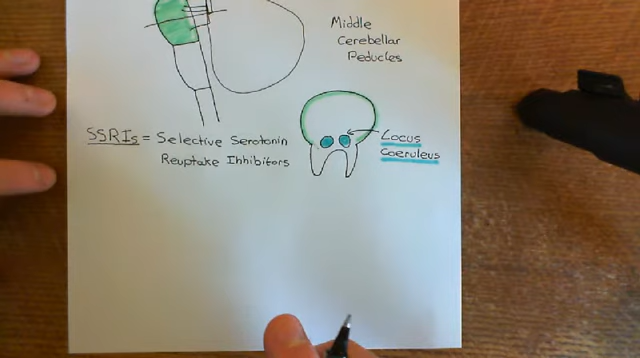 Middle
Cerebellar
Peducles
SSRIs = Selective Serotonin
Reuptake Inhibitors
Locus
Coeruleus